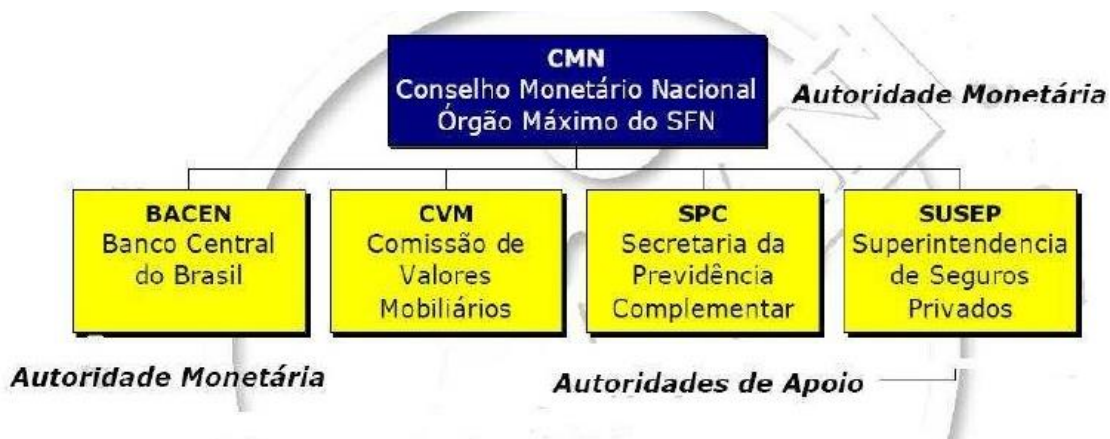 CMN
Conselho Monetário Nacional
Órgão Máximo do SFN
Autoridade Monetária
BACEN
Banco Central
do Brasil
CVM
Comissão de
Valores
Mobiliários
SPC
Secretaria da
Previdência
Complementar
SUSEP
Superintendencia
de Seguros
Privados
Autoridade Monetária
Autoridades de Apoio